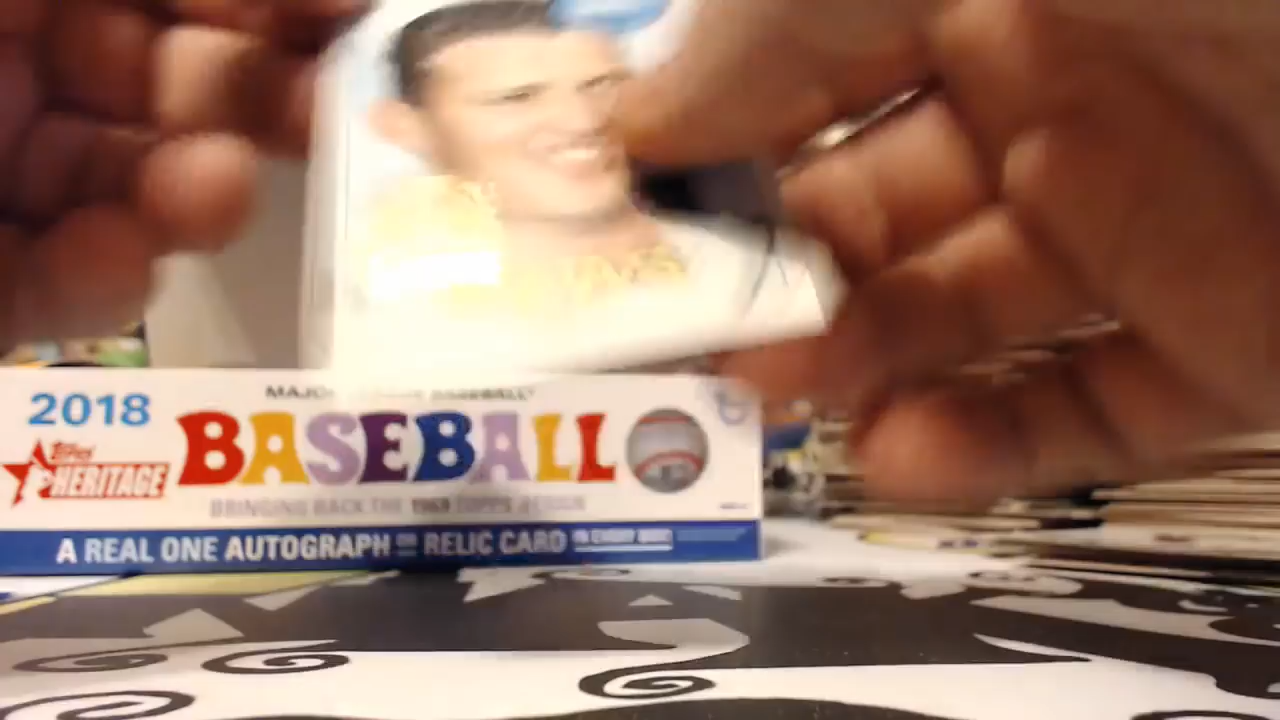 2018
MAJOR LEAGUE BASEBALL
BASEBALL
Topps
HERITAGE
BRINGING BACK THE 1969 TOPPS DESIGN
A REAL ONE AUTOGRAPH OR RELIC CARD IN EVERY BOX!